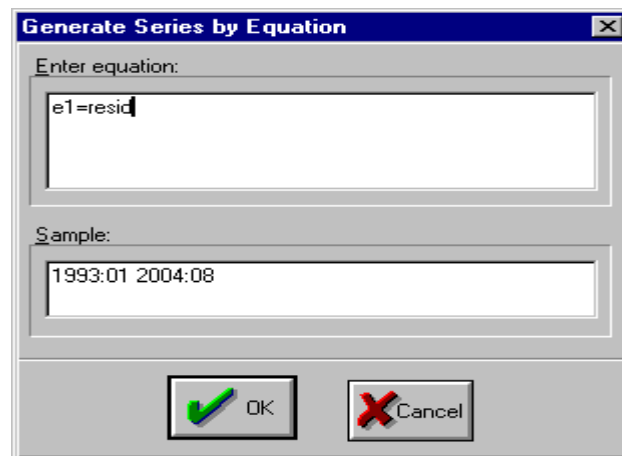 Generate Series by Equation
Enter equation:
e1=resid
Sample:
1993:01 2004:08
OK
Cancel